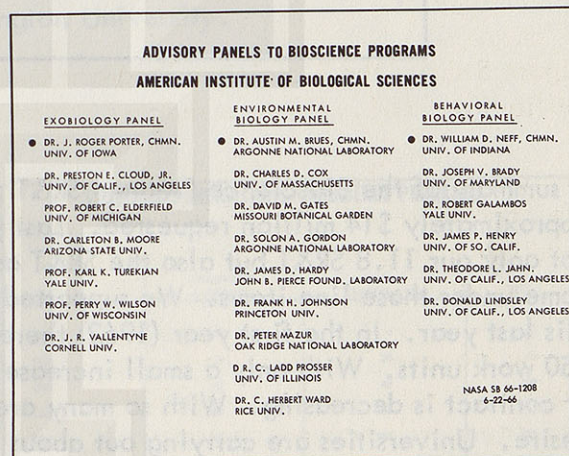 ADVISORY PANELS TO BIOSCIENCE PROGRAMS
AMERICAN INSTITUTE OF BIOLOGICAL SCIENCES
EXOBIOLOGY PANEL
● DR. J. ROGER PORTER, CHMN.
UNIV. OF IOWA
DR. PRESTON E. CLOUD, JR.
UNIV. OF CALIF., LOS ANGELES
PROF. ROBERT C. ELDERFIELD
UNIV. OF MICHIGAN
DR. CARLETON B. MOORE
ARIZONA STATE UNIV.
PROF. KARL K. TUREKIAN
YALE UNIV.
PROF. PERRY W. WILSON
UNIV. OF WISCONSIN
DR. J. R. VALLENTYNE
CORNELL UNIV.
ENVIRONMENTAL
BIOLOGY PANEL
● DR. AUSTIN M. BRUES, CHMN.
ARGONNE NATIONAL LABORATORY
DR. CHARLES D. COX
UNIV. OF MASSACHUSETTS
DR. DAVID M. GATES
MISSOURI BOTANICAL GARDEN
DR. SOLON A. GORDON
ARGONNE NATIONAL LABORATORY
DR. JAMES D. HARDY
JOHN B. PIERCE FOUND. LABORATORY
DR. FRANK H. JOHNSON
PRINCETON UNIV.
DR. PETER MAZUR
OAK RIDGE NATIONAL LABORATORY
D R. C. LADD PROSSER
UNIV. OF ILLINOIS
DR. C. HERBERT WARD
RICE UNIV.
BEHAVIORAL
BIOLOGY PANEL
● DR. WILLIAM D. NEFF, CHMN.
UNIV. OF INDIANA
DR. JOSEPH V. BRADY
UNIV. OF MARYLAND
DR. ROBERT GALAMBOS
YALE UNIV.
DR. JAMES P. HENRY
UNIV. OF SO. CALIF.
DR. THEODORE L. JAHN.
UNIV. OF CALIF., LOS ANGELES
DR. DONALD LINDSLEY
UNIV. OF CALIF., LOS ANGELES
NASA SB 66-1208
6-22-66